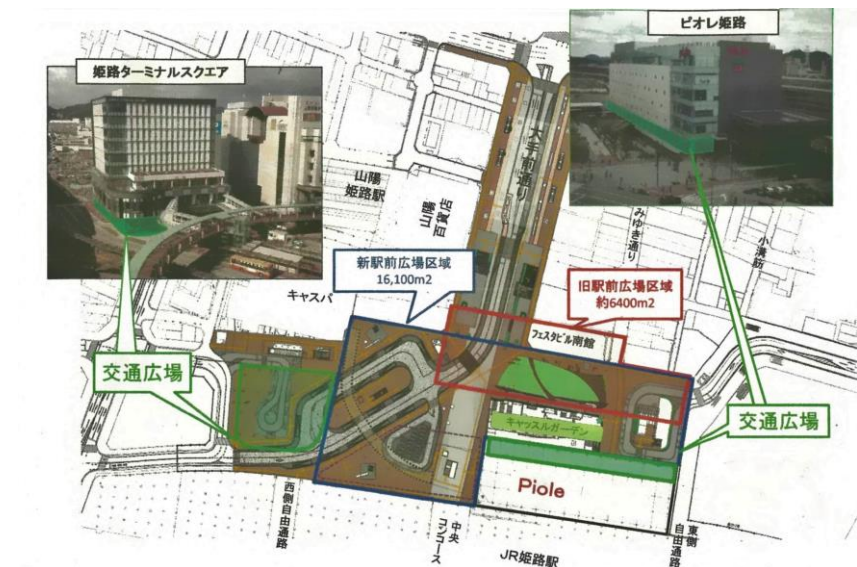 ピオレ姫路
姫路ターミナルスクエア
大手前通り
山陽
姫路駅
山陽
百貨店
みゆき通り
小溝筋
新駅前広場区域
16,100m2
旧駅前広場区域
約6400m2
キャスパ
フェスタビル南館
交通広場
キャッスルガーデン
交通広場
Piole
西側自由通路
中央
コンコース
東側
自由通路
JR姫路駅